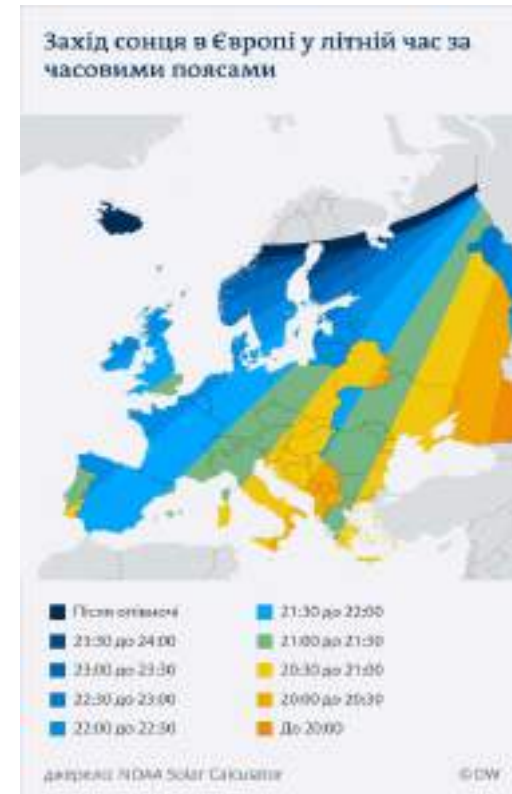 Захід сонця в Європі у літній час за
часовими поясами
Після опівночі
23:30 до 24:00
23:00 до 23:30
22:30 до 23:00
22:00 до 22:30
21:30 до 22:00
21:00 до 21:30
20:30 до 21:00
20:00 до 20:30
До 20:00
джерело: NOAA Solar Calculator
© DW